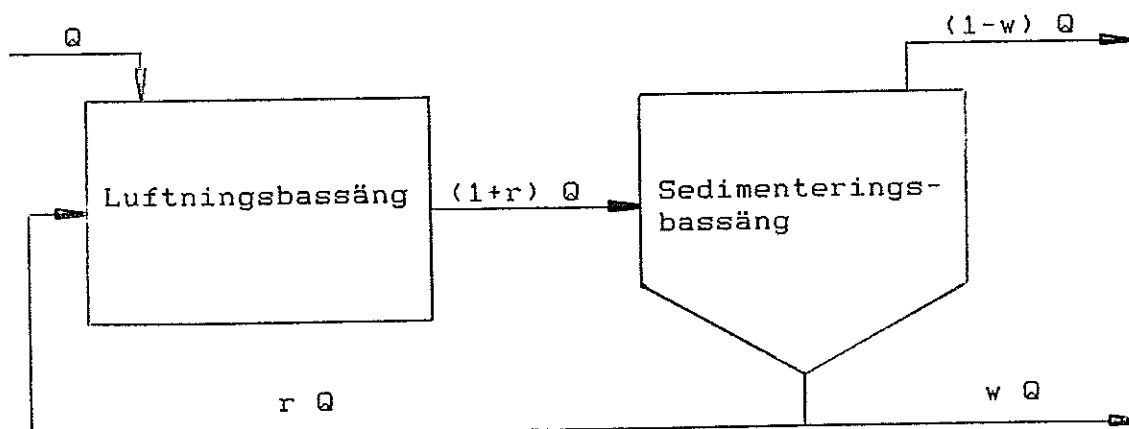 Q
(1-w) Q
Luftningsbassäng
(1+r) Q
Sedimenterings-
bassäng
r Q
w Q